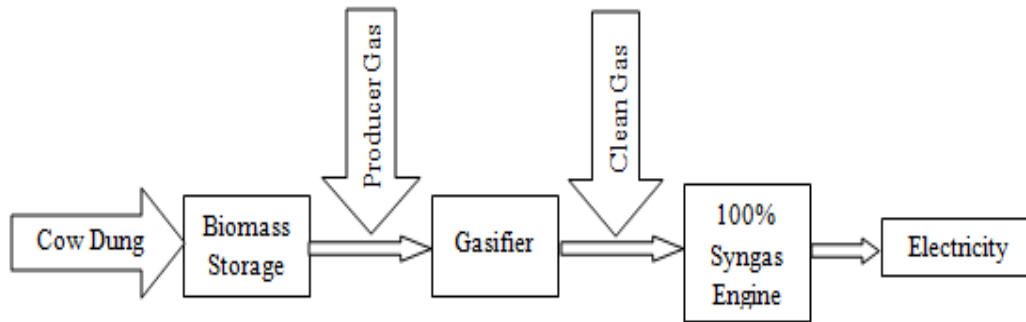 Cow Dung
Biomass
Storage
Producer Gas
Gasifier
Clean Gas
100%
Syngas
Engine
Electricity